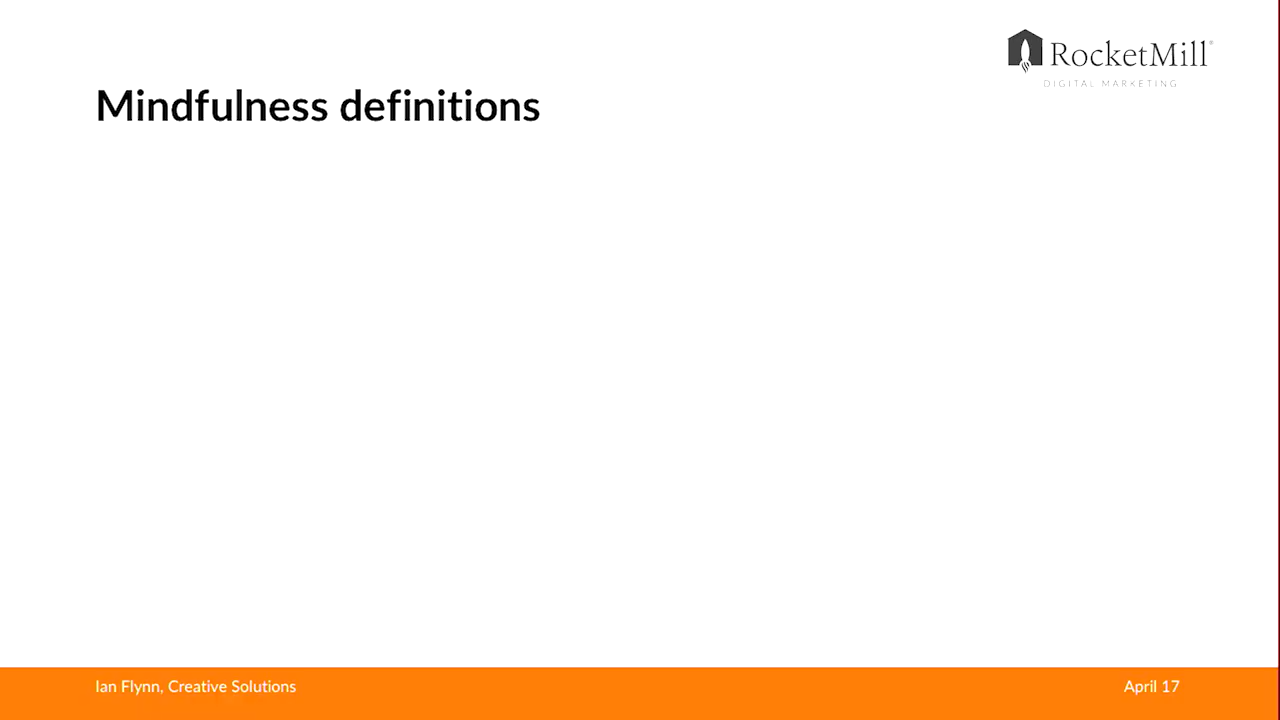 RocketMill®
DIGITAL MARKETING
Mindfulness definitions
Ian Flynn, Creative Solutions
April 17